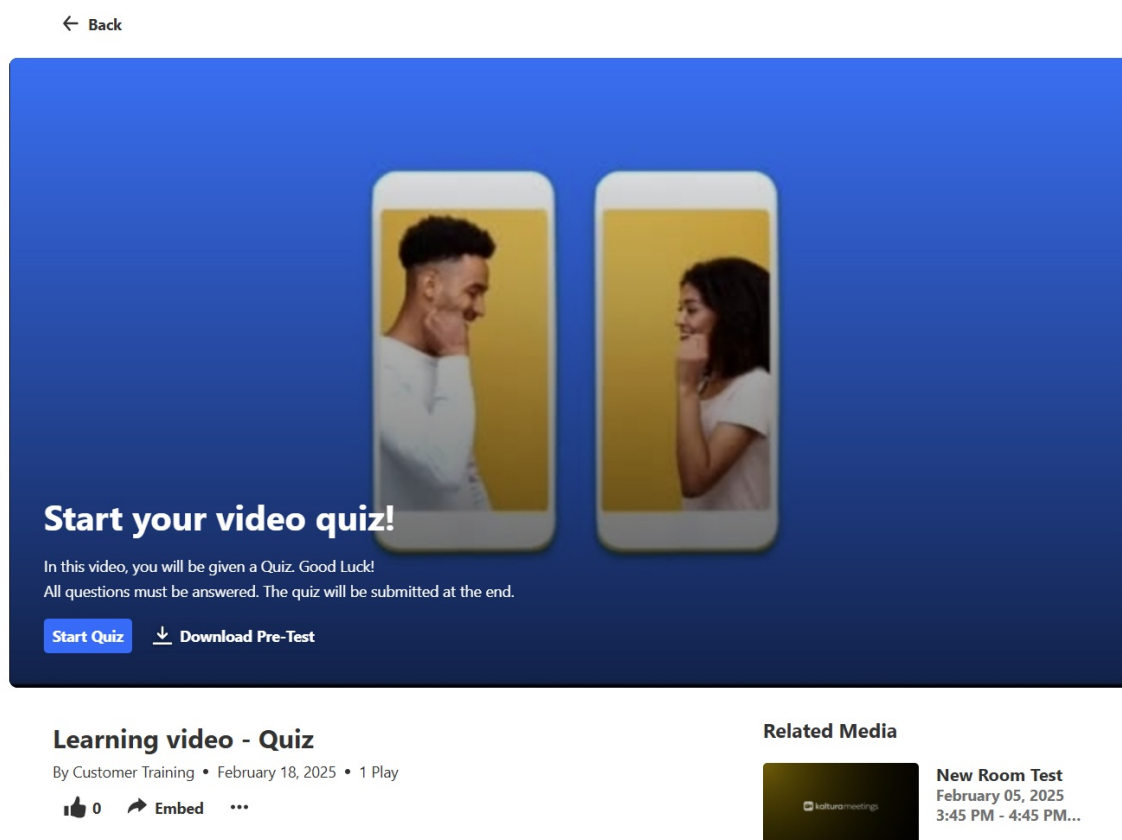 Back
Start your video quiz!
In this video, you will be given a Quiz. Good Luck!
All questions must be answered. The quiz will be submitted at the end.
Start Quiz
Download Pre-Test
Learning video - Quiz
By Customer Training • February 18, 2025 • 1 Play
0 Embed •••
Related Media
kalturameetings
New Room Test
February 05, 2025
3:45 PM - 4:45 PM...